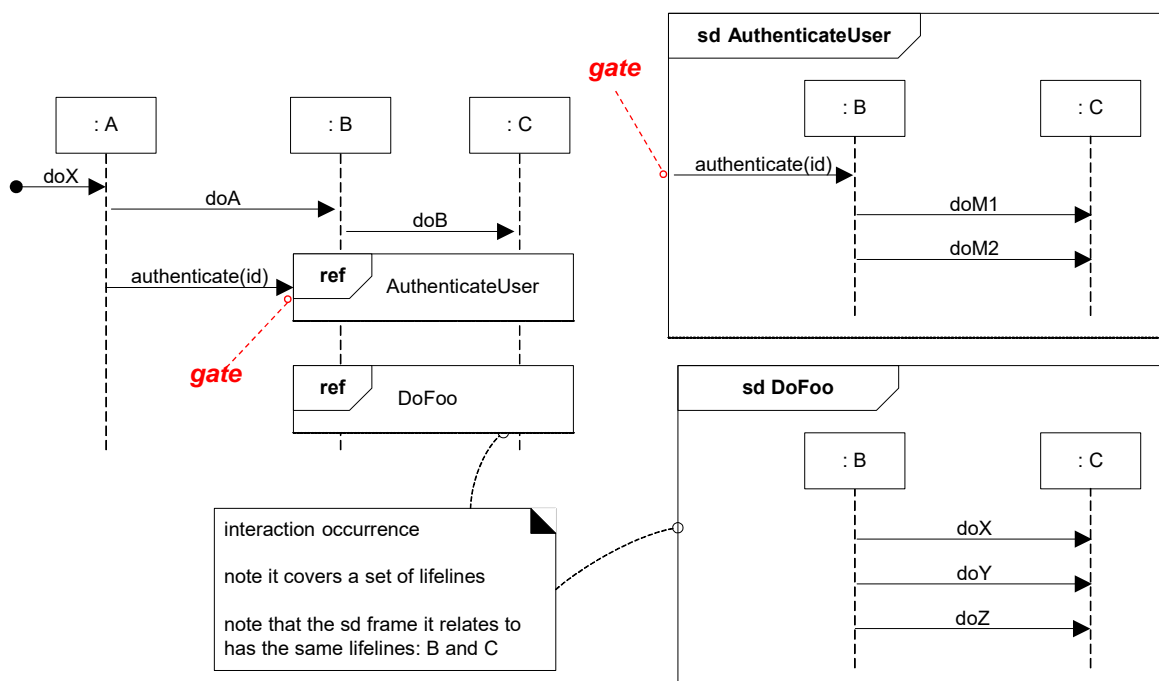 : A
: B
: C
doX
doA
doB
authenticate(id)
ref
AuthenticateUser
gate
ref
DoFoo
interaction occurrence
note it covers a set of lifelines
note that the sd frame it relates to
has the same lifelines: B and C
sd AuthenticateUser
gate
: B
: C
authenticate(id)
doM1
doM2
sd DoFoo
: B
: C
doX
doY
doZ